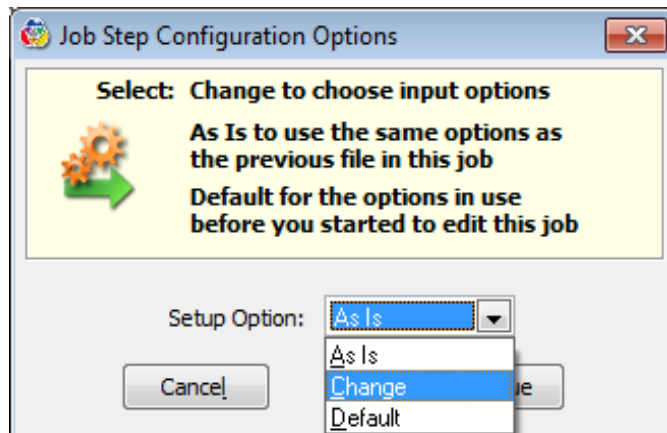 Job Step Configuration Options
Select: Change to choose input options
As Is to use the same options as
the previous file in this job
Default for the options in use
before you started to edit this job
Setup Option: As Is
As Is
Cancel Change ue
Default